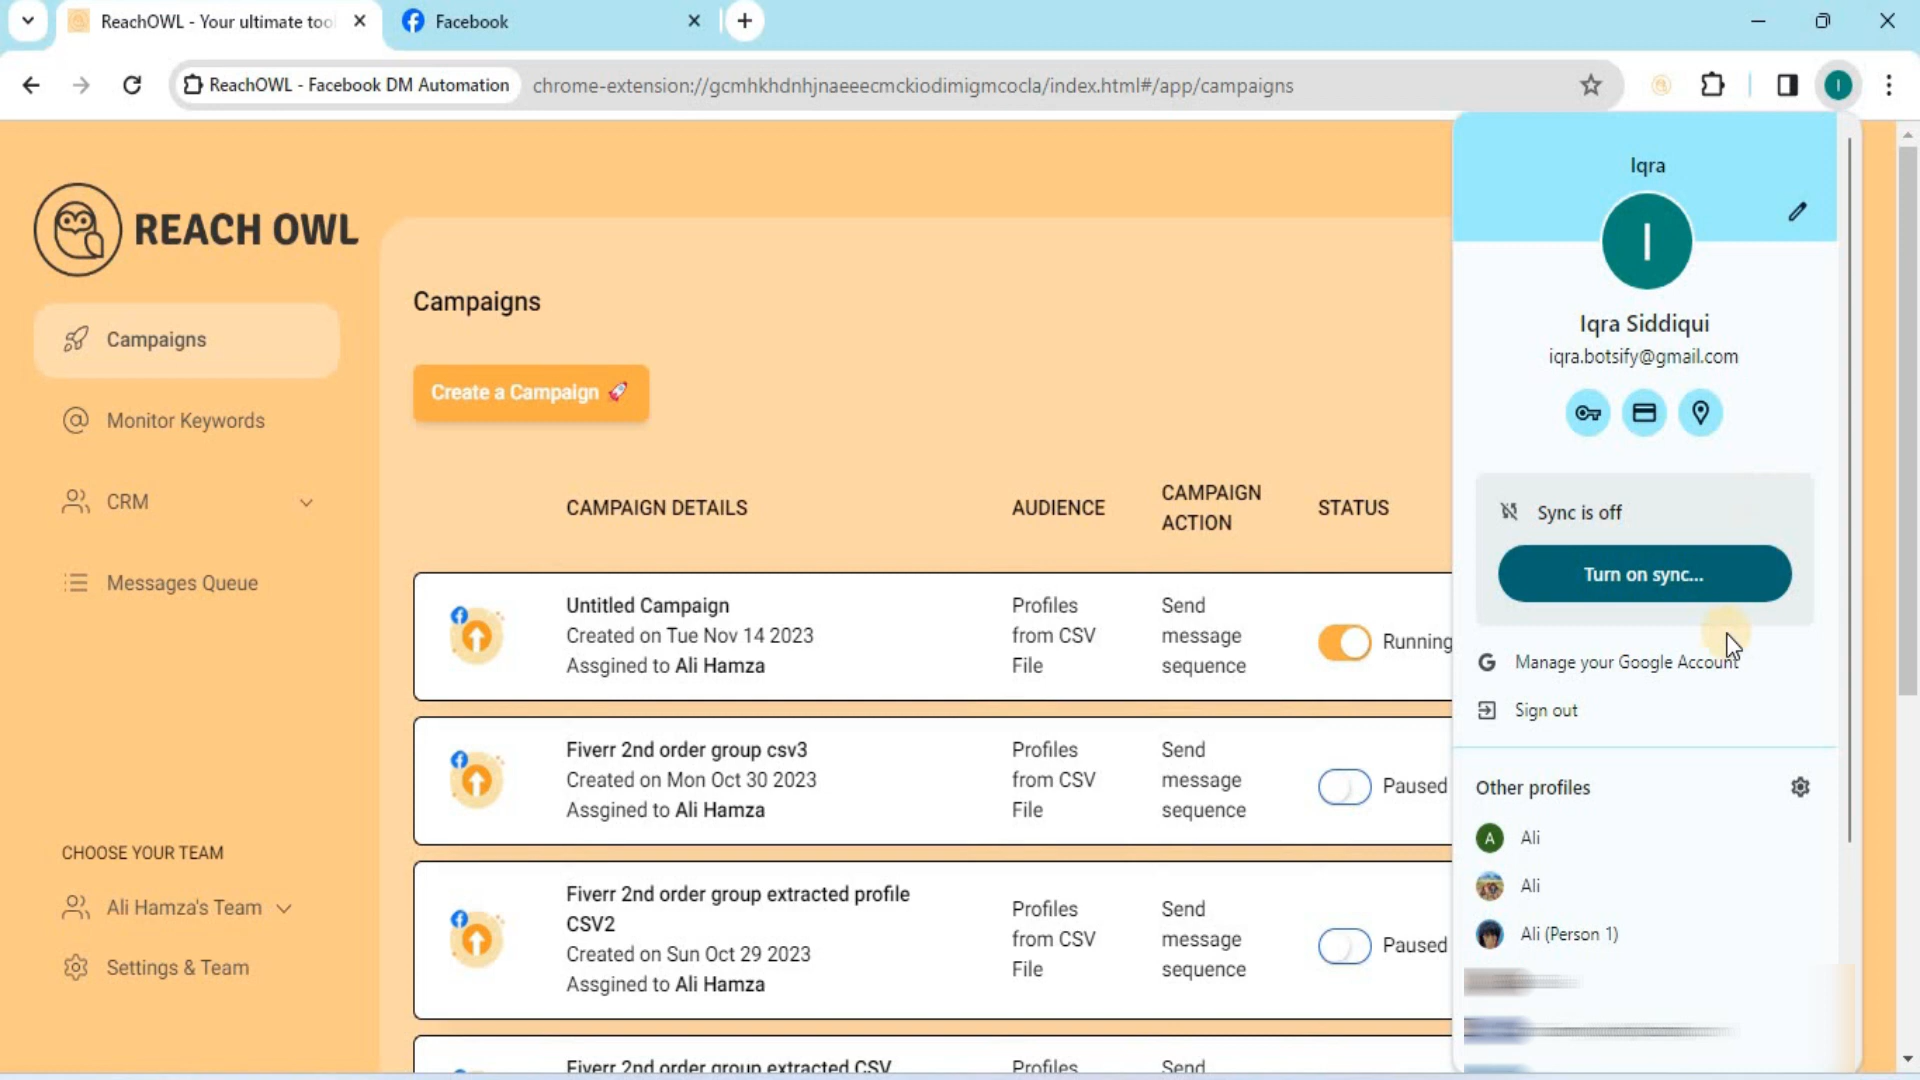 ReachOWL - Your ultimate too
Facebook
ReachOWL - Facebook DM Automation
chrome-extension://gcmhkhdnhjnaeeecmckiodimigmcocla/index.html#/app/campaigns
REACH OWL
Campaigns
Monitor Keywords
CRM
Messages Queue
CHOOSE YOUR TEAM
Ali Hamza's Team
Settings & Team
Campaigns
Create a Campaign 🚀
CAMPAIGN DETAILS
AUDIENCE
CAMPAIGN
ACTION
STATUS
Untitled Campaign
Created on Tue Nov 14 2023
Assgined to Ali Hamza
Profiles
from CSV
File
Send
message
sequence
Running
Fiverr 2nd order group csv3
Created on Mon Oct 30 2023
Assgined to Ali Hamza
Profiles
from CSV
File
Send
message
sequence
Paused
Fiverr 2nd order group extracted profile
CSV2
Created on Sun Oct 29 2023
Assgined to Ali Hamza
Profiles
from CSV
File
Send
message
sequence
Paused
Fiverr 2nd order group extracted CSV
Profiles
Send
I
Iqra
I
Iqra Siddiqui
iqra.botsify@gmail.com
Sync is off
Turn on sync...
G Manage your Google Account
Sign out
Other profiles
A Ali
Ali
Ali (Person 1)